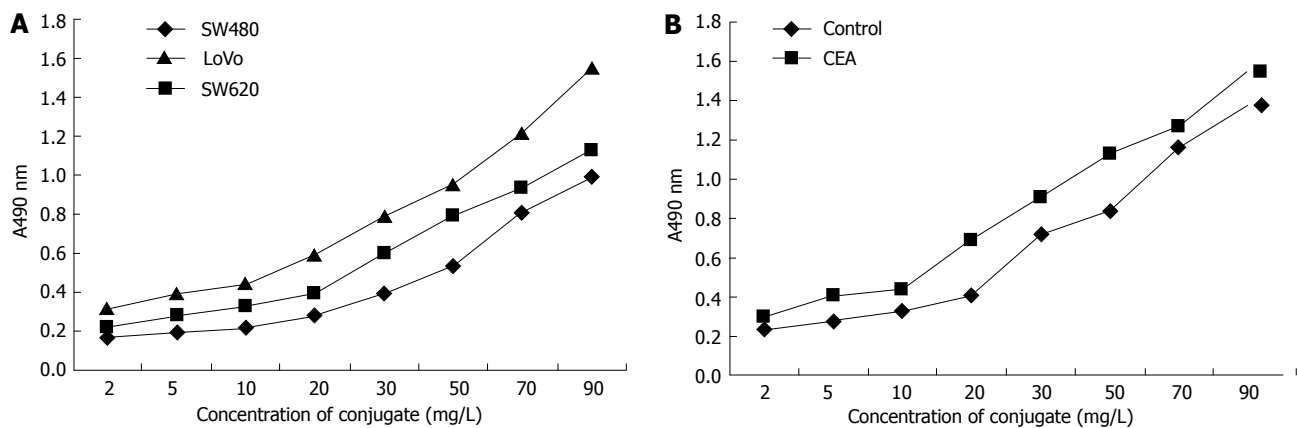 A
SW480
LoVo
SW620
A490 nm
1.8
1.6
1.4
1.2
1.0
0.8
0.6
0.4
0.2
0.0
2 5 10 20 30 50 70 90
Concentration of conjugate (mg/L)
B
Control
CEA
A490 nm
1.8
1.6
1.4
1.2
1.0
0.8
0.6
0.4
0.2
0.0
2 5 10 20 30 50 70 90
Concentration of conjugate (mg/L)